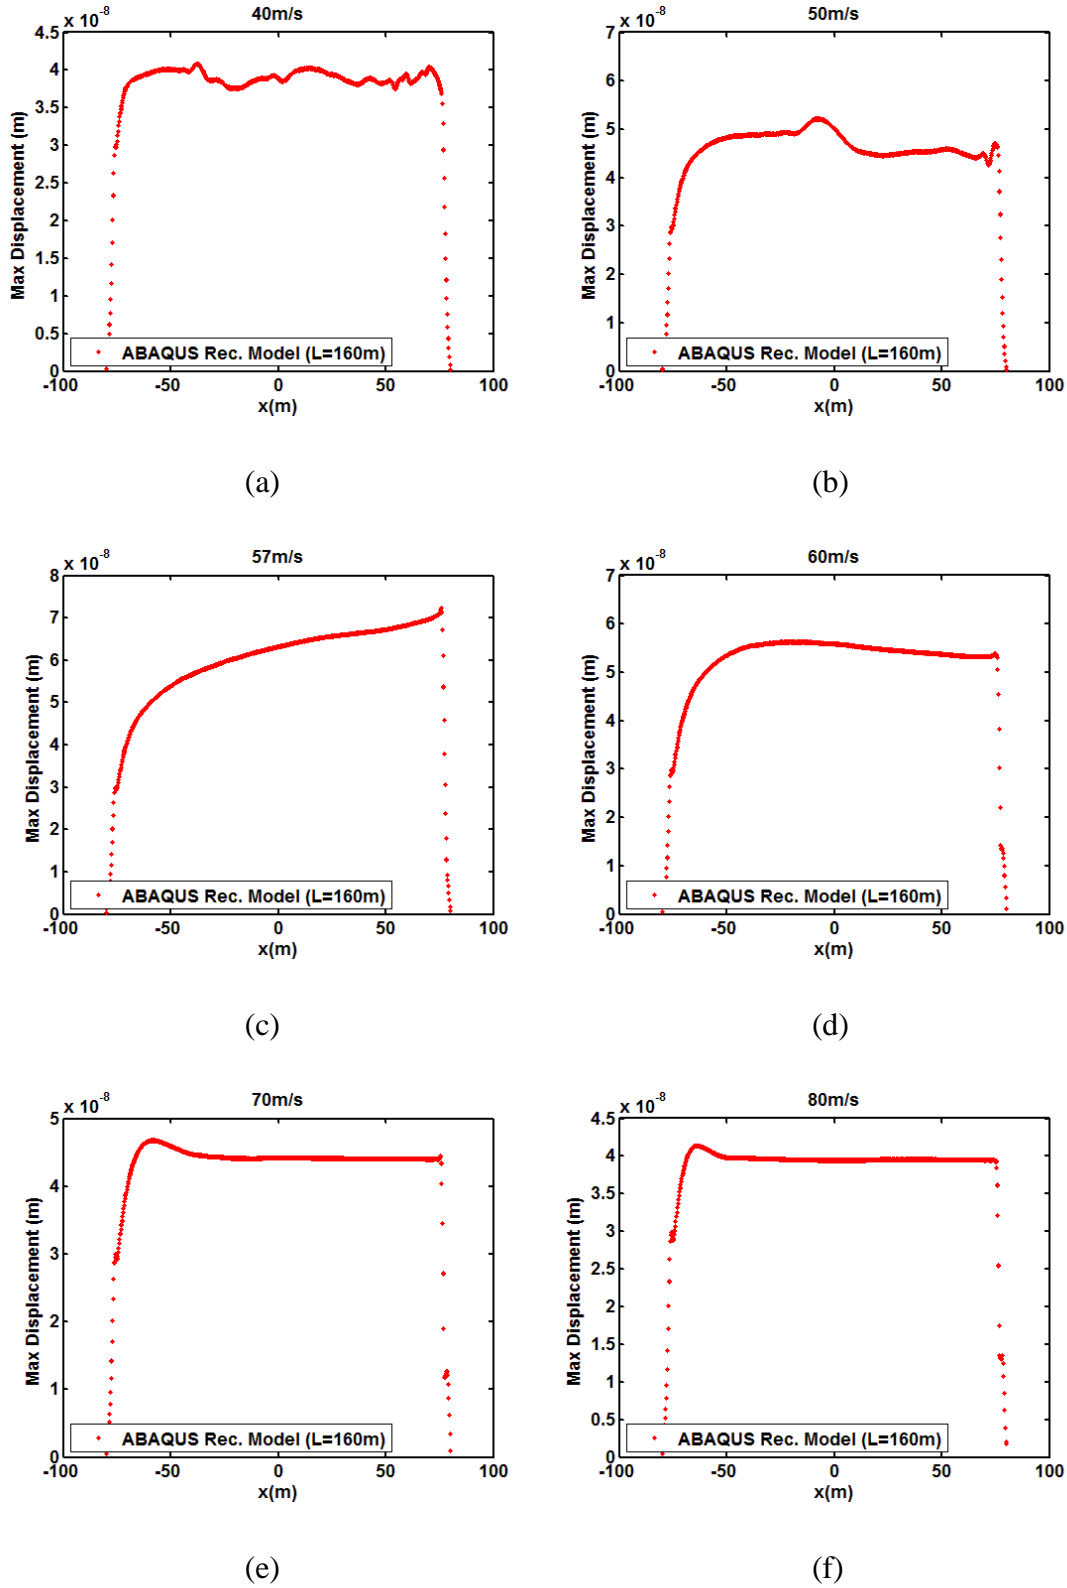 40m/s
x 10-8
4.5
4
3.5
3
2.5
2
1.5
1
0.5
0
Max Displacement (m)
ABAQUS Rec. Model (L=160m)
-100 -50 0 50 100
x(m)
(a)
50m/s
x 10-8
7
6
5
4
3
2
1
0
Max Displacement (m)
ABAQUS Rec. Model (L=160m)
-100 -50 0 50 100
x(m)
(b)
57m/s
x 10-8
8
7
6
5
4
3
2
1
0
Max Displacement (m)
ABAQUS Rec. Model (L=160m)
-100 -50 0 50 100
x(m)
(c)
60m/s
x 10-8
7
6
5
4
3
2
1
0
Max Displacement (m)
ABAQUS Rec. Model (L=160m)
-100 -50 0 50 100
x(m)
(d)
70m/s
x 10-8
5
4
3
2
1
0
Max Displacement (m)
ABAQUS Rec. Model (L=160m)
-100 -50 0 50 100
x(m)
(e)
80m/s
x 10-8
4.5
4
3.5
3
2.5
2
1.5
1
0.5
0
Max Displacement (m)
ABAQUS Rec. Model (L=160m)
-100 -50 0 50 100
x(m)
(f)